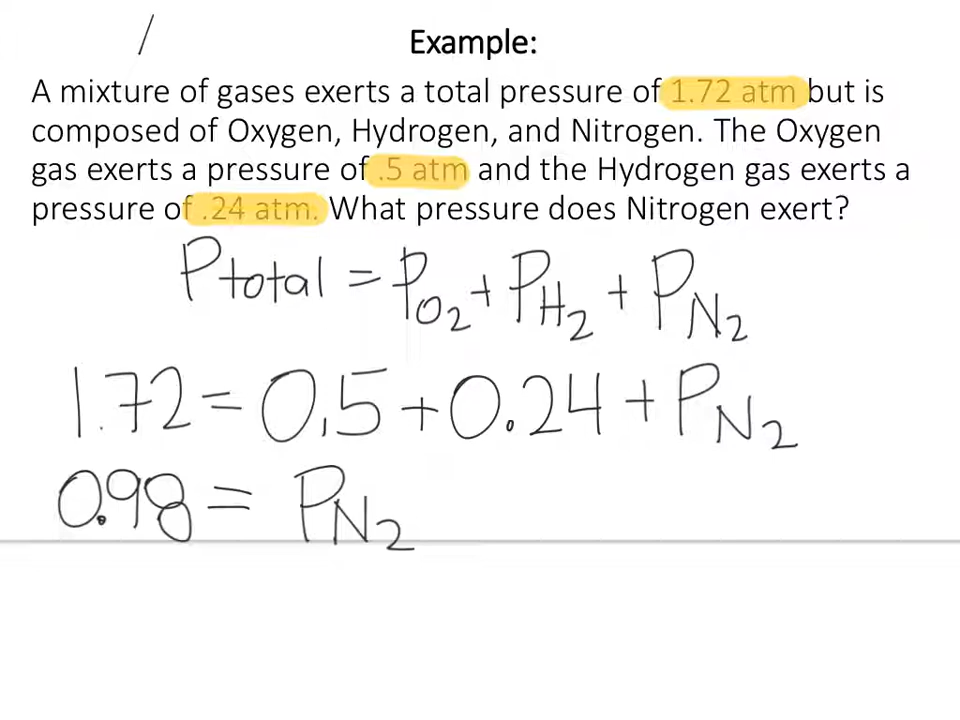 Example:
A mixture of gases exerts a total pressure of 1.72 atm but is
composed of Oxygen, Hydrogen, and Nitrogen. The Oxygen
gas exerts a pressure of .5 atm and the Hydrogen gas exerts a
pressure of .24 atm. What pressure does Nitrogen exert?
Ptotal = PO2 + PH2 + PN2
1.72 = 0.5 + 0.24 + PN2
0.98 = PN2